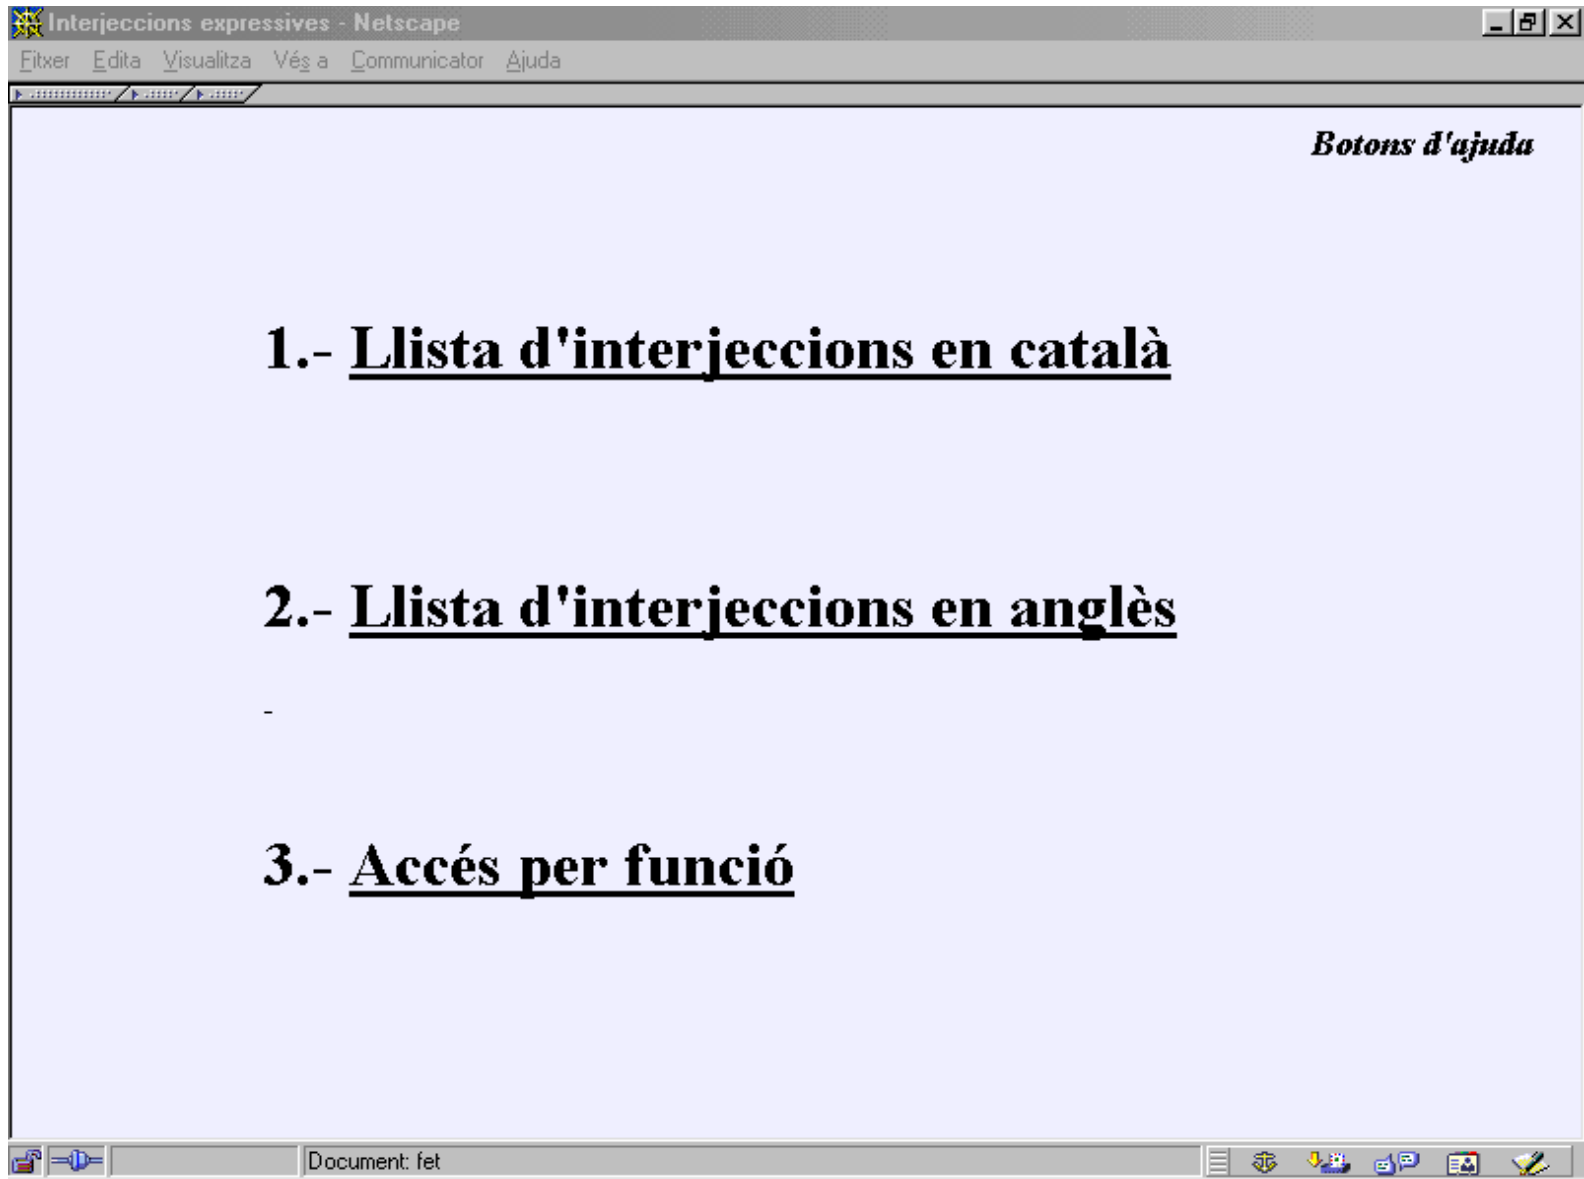 Interjeccions expressives - Netscape
Fitxer Edita Visualitza Vés a Communicator Ajuda
Botons d'ajuda
1.- Llista d'interjeccions en català
2.- Llista d'interjeccions en anglès
-
3.- Accés per funció
Document: fet